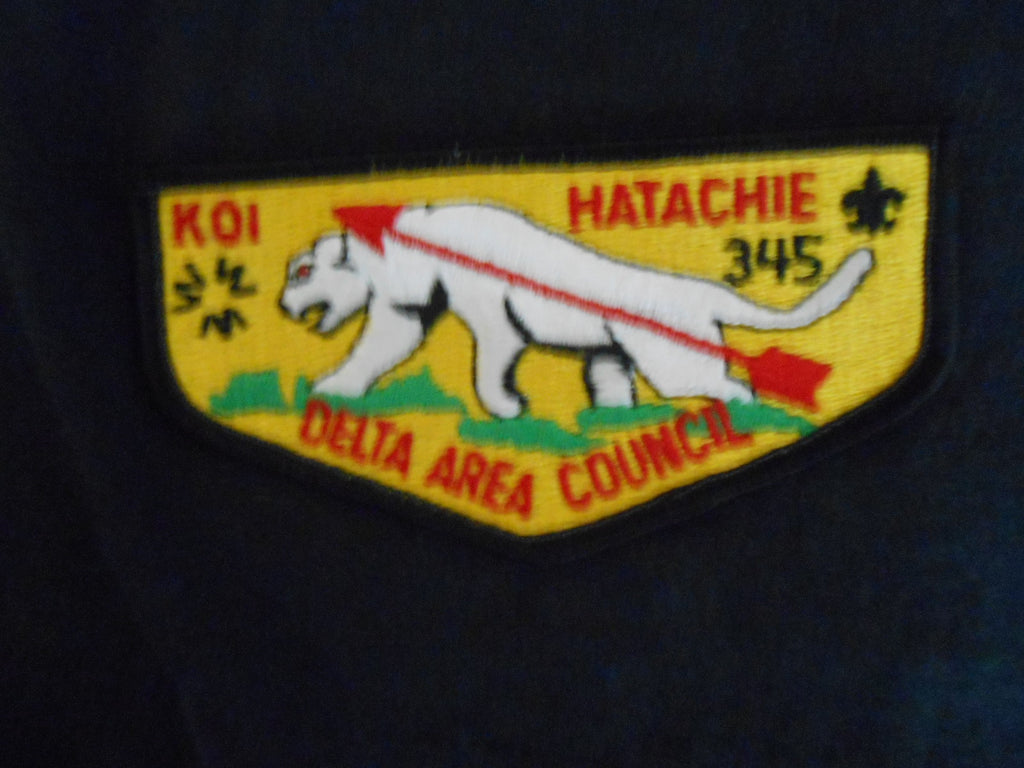 KOI HATACHIE
345
W W W
DELTA AREA COUNCIL